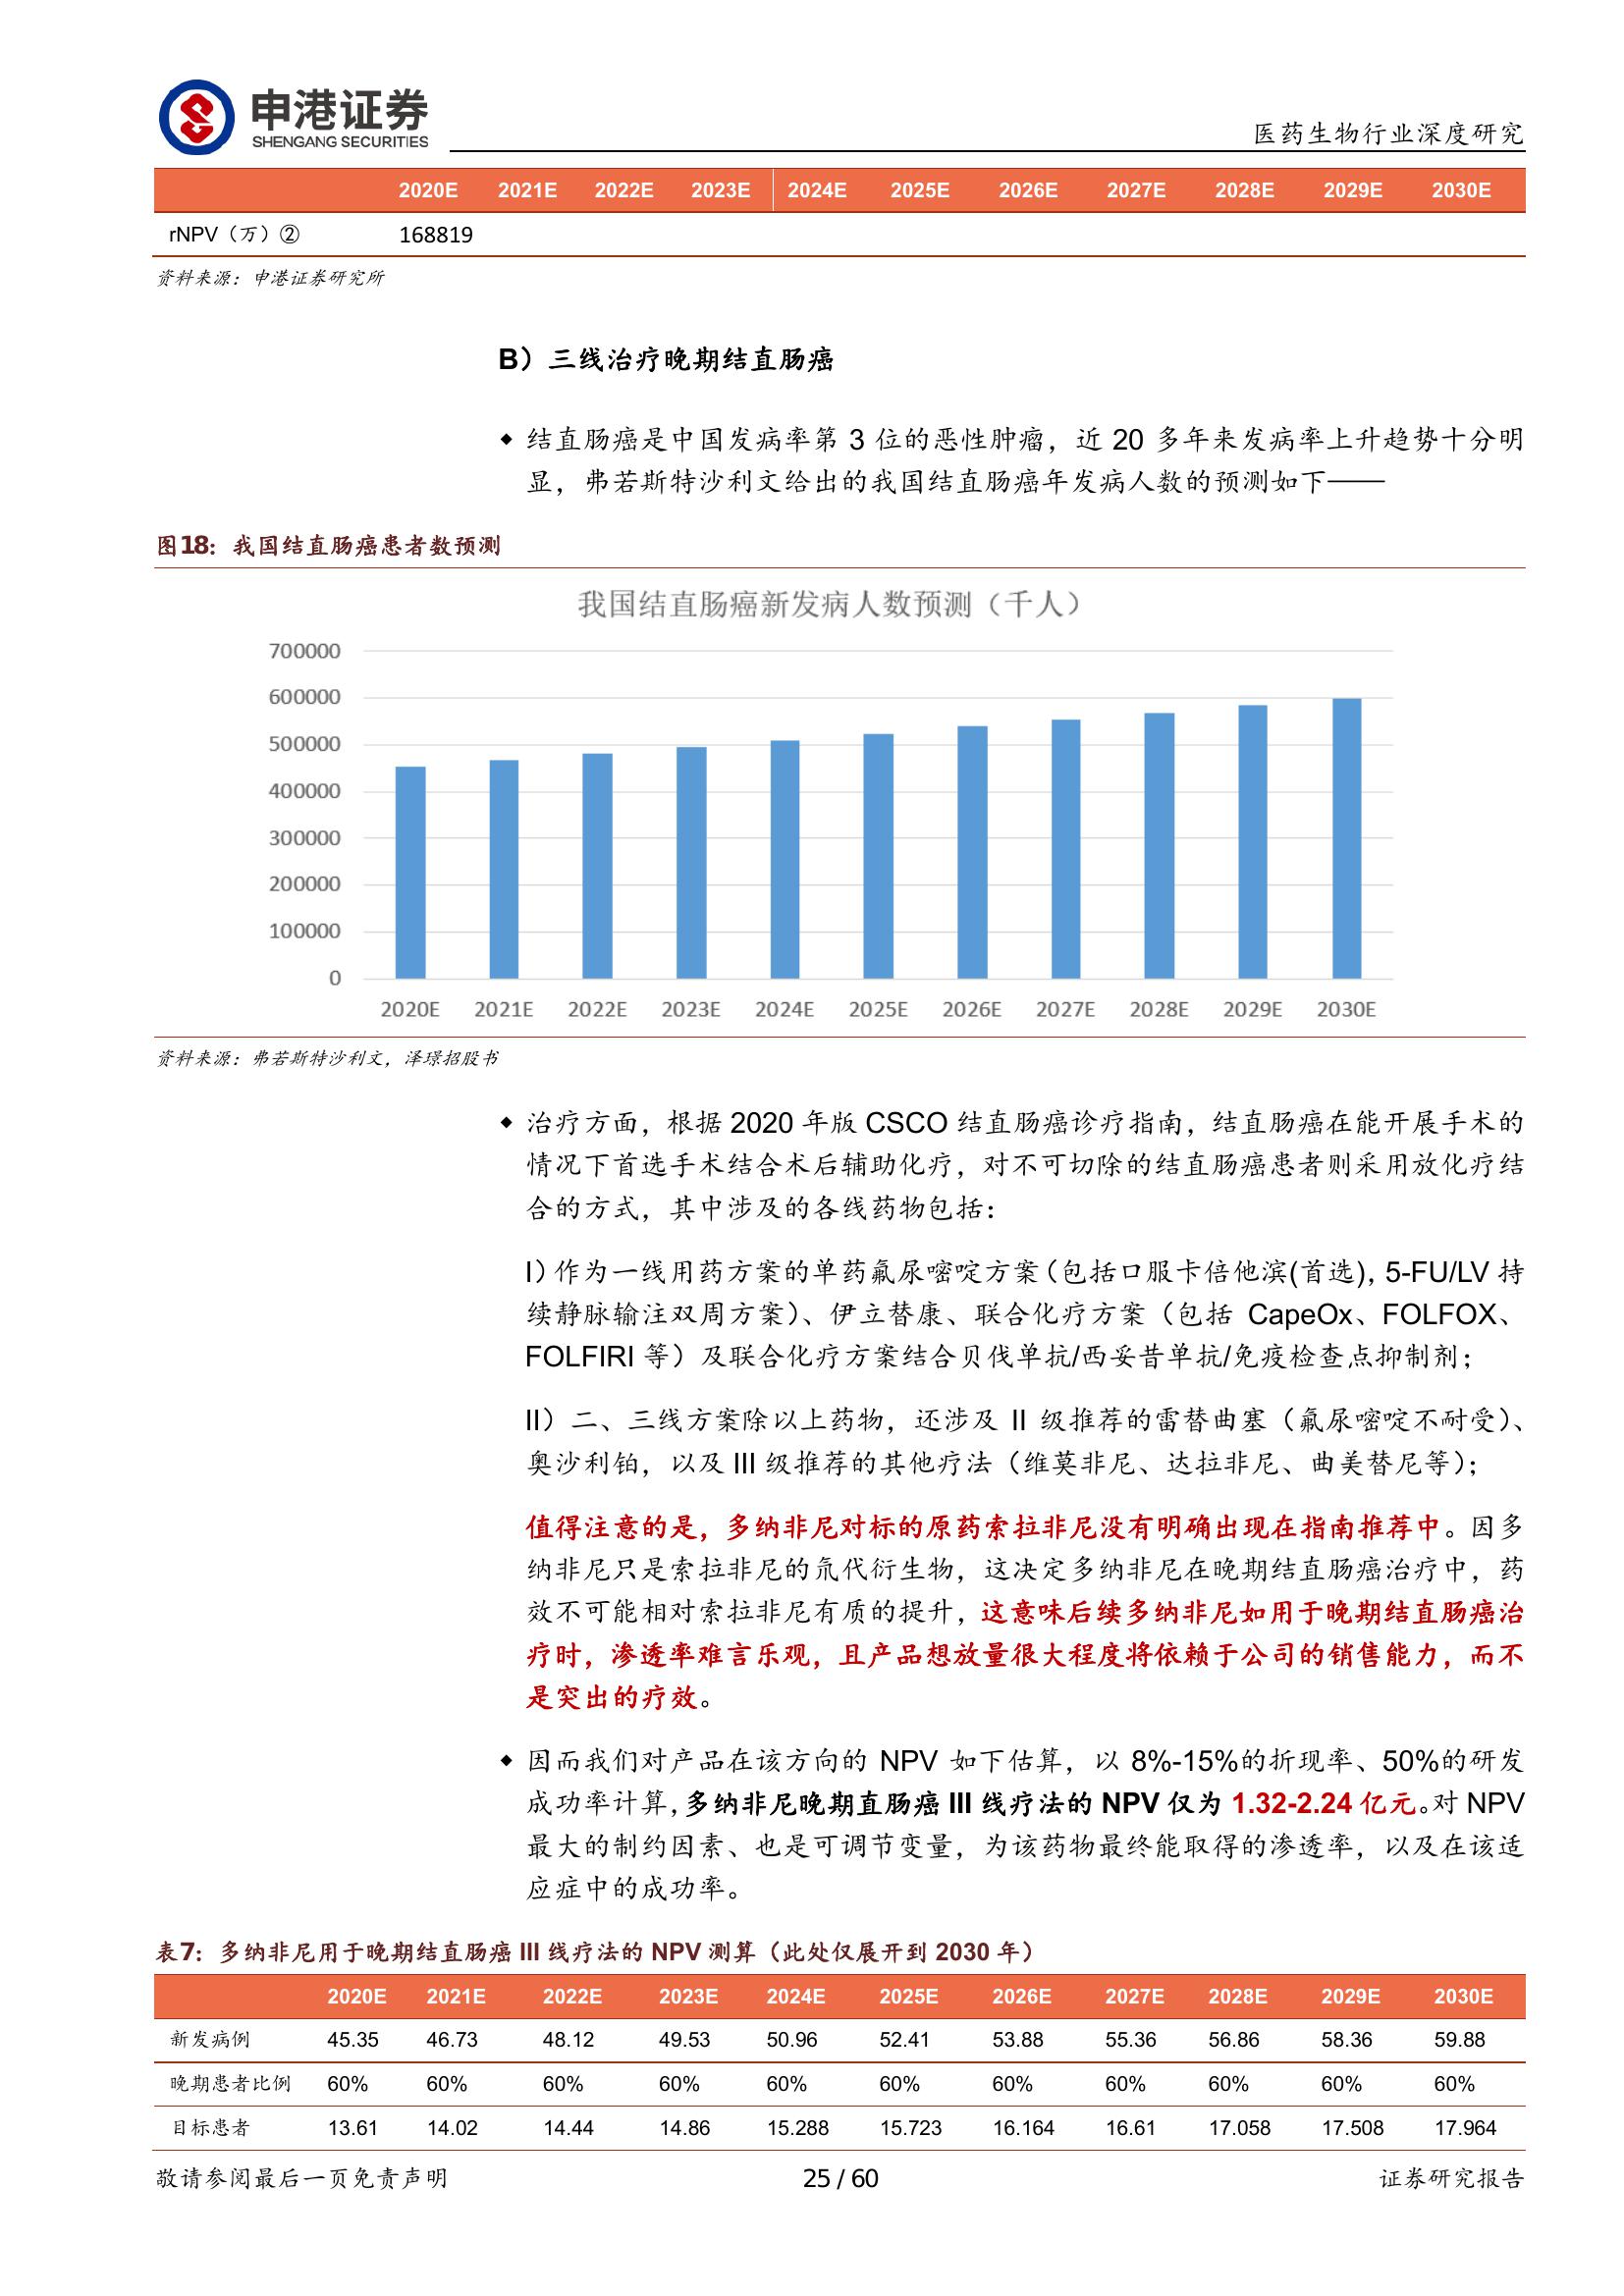 申港证券
SHENGANG SECURITIES
医药生物行业深度研究
2020E 2021E 2022E 2023E 2024E 2025E 2026E 2027E 2028E 2029E 2030E
rNPV（万）② 168819
资料来源：申港证券研究所
B）三线治疗晚期结直肠癌
◆ 结直肠癌是中国发病率第 3 位的恶性肿瘤，近 20 多年来发病率上升趋势十分明
显，弗若斯特沙利文给出的我国结直肠癌年发病人数的预测如下——
图18：我国结直肠癌患者数预测
我国结直肠癌新发病人数预测（千人）
700000
600000
500000
400000
300000
200000
100000
0
2020E 2021E 2022E 2023E 2024E 2025E 2026E 2027E 2028E 2029E 2030E
资料来源：弗若斯特沙利文，泽璟招股书
◆ 治疗方面，根据 2020 年版 CSCO 结直肠癌诊疗指南，结直肠癌在能开展手术的
情况下首选手术结合术后辅助化疗，对不可切除的结直肠癌患者则采用放化疗结
合的方式，其中涉及的各线药物包括：
I）作为一线用药方案的单药氟尿嘧啶方案（包括口服卡倍他滨(首选), 5-FU/LV 持
续静脉输注双周方案）、伊立替康、联合化疗方案（包括 CapeOx、FOLFOX、
FOLFIRI 等）及联合化疗方案结合贝伐单抗/西妥昔单抗/免疫检查点抑制剂；
II）二、三线方案除以上药物，还涉及 II 级推荐的雷替曲塞（氟尿嘧啶不耐受）、
奥沙利铂，以及 III 级推荐的其他疗法（维莫非尼、达拉非尼、曲美替尼等）；
值得注意的是，多纳非尼对标的原药索拉非尼没有明确出现在指南推荐中。因多
纳非尼只是索拉非尼的氘代衍生物，这决定多纳非尼在晚期结直肠癌治疗中，药
效不可能相对索拉非尼有质的提升，这意味后续多纳非尼如用于晚期结直肠癌治
疗时，渗透率难言乐观，且产品想放量很大程度将依赖于公司的销售能力，而不
是突出的疗效。
◆ 因而我们对产品在该方向的 NPV 如下估算，以 8%-15%的折现率、50%的研发
成功率计算，多纳非尼晚期直肠癌 III 线疗法的 NPV 仅为 1.32-2.24 亿元。对 NPV
最大的制约因素、也是可调节变量，为该药物最终能取得的渗透率，以及在该适
应症中的成功率。
表7：多纳非尼用于晚期结直肠癌 III 线疗法的 NPV 测算（此处仅展开到 2030 年）
2020E 2021E 2022E 2023E 2024E 2025E 2026E 2027E 2028E 2029E 2030E
新发病例 45.35 46.73 48.12 49.53 50.96 52.41 53.88 55.36 56.86 58.36 59.88
晚期患者比例 60% 60% 60% 60% 60% 60% 60% 60% 60% 60% 60%
目标患者 13.61 14.02 14.44 14.86 15.288 15.723 16.164 16.61 17.058 17.508 17.964
敬请参阅最后一页免责声明 25 / 60 证券研究报告